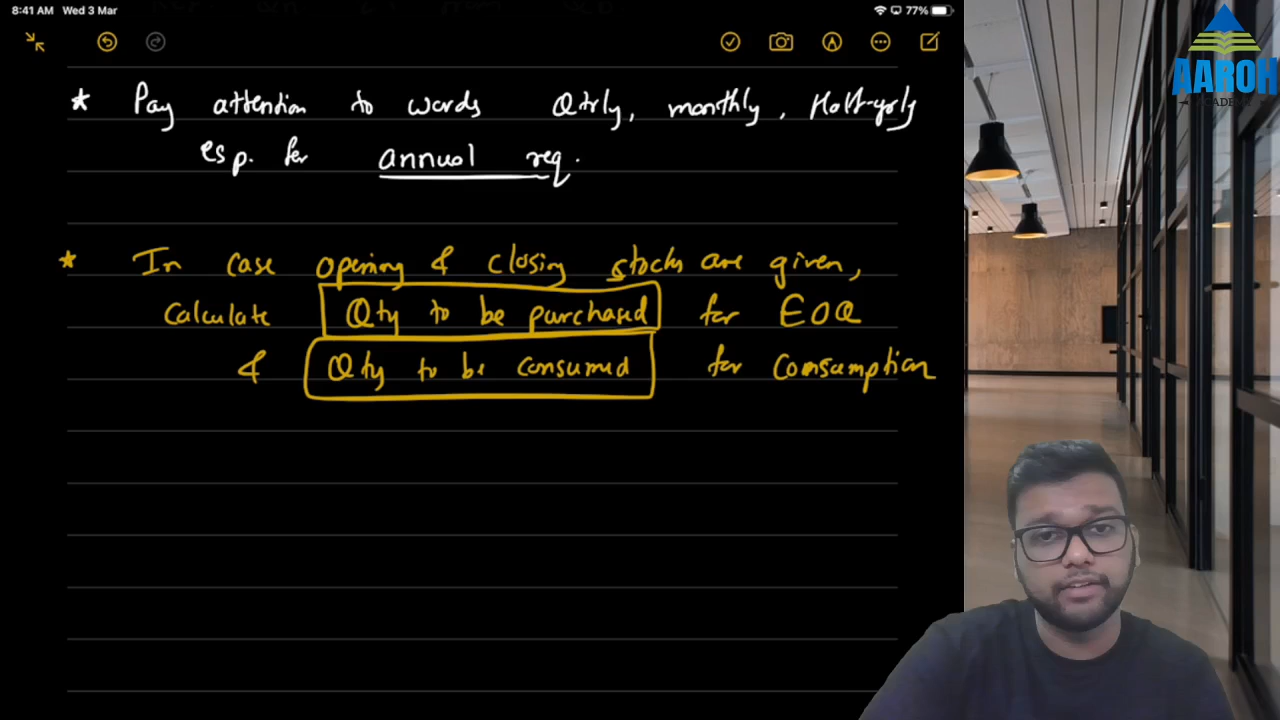 8:41 AM Wed 3 Mar
77%
AAROH
ACADEMY
* Pay attention to words Qtrly, monthly, Half-yrly
esp. for annual req.
* In case opening & closing stocks are given,
Calculate Qty to be purchased for EOQ
& Qty to be consumed for Consumption